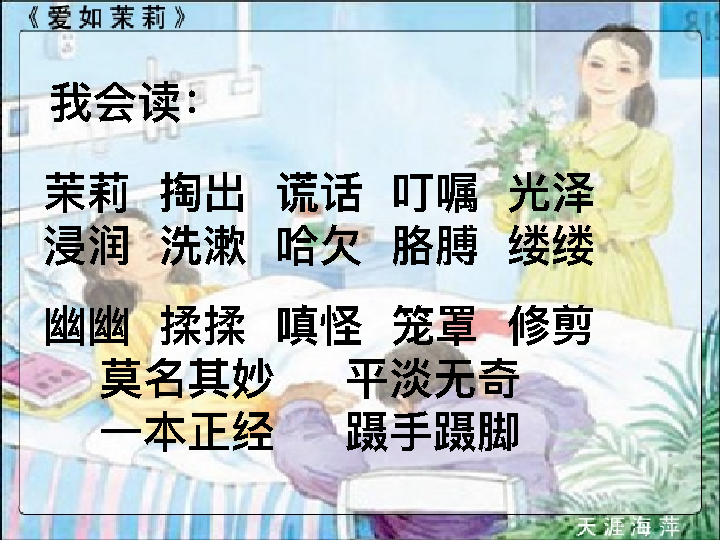 《爱如茉莉》
我会读：
茉莉 掏出 谎话 叮嘱 光泽
浸润 洗漱 哈欠 胳膊 缕缕
幽幽 揉揉 嗔怪 笼罩 修剪
莫名其妙 平淡无奇
一本正经 蹑手蹑脚
天涯海萍